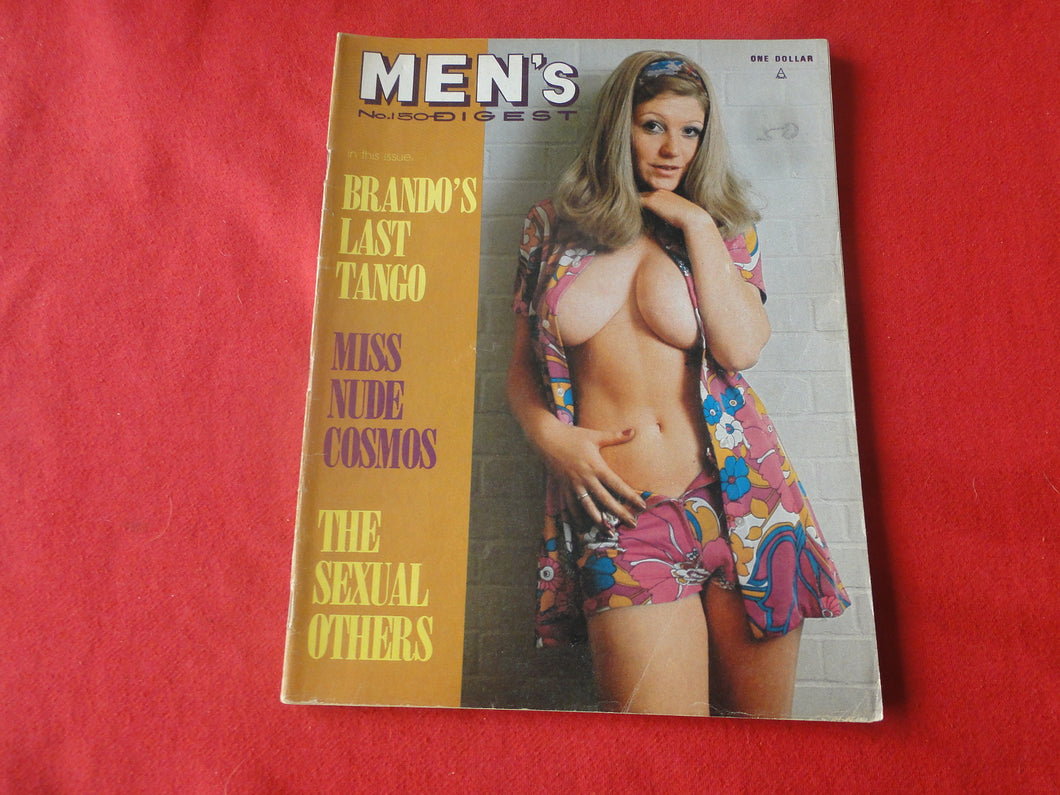 MEN'S
No.150 DIGEST
ONE DOLLAR
in this issue:
BRANDO'S
LAST
TANGO
MISS
NUDE
COSMOS
THE
SEXUAL
OTHERS